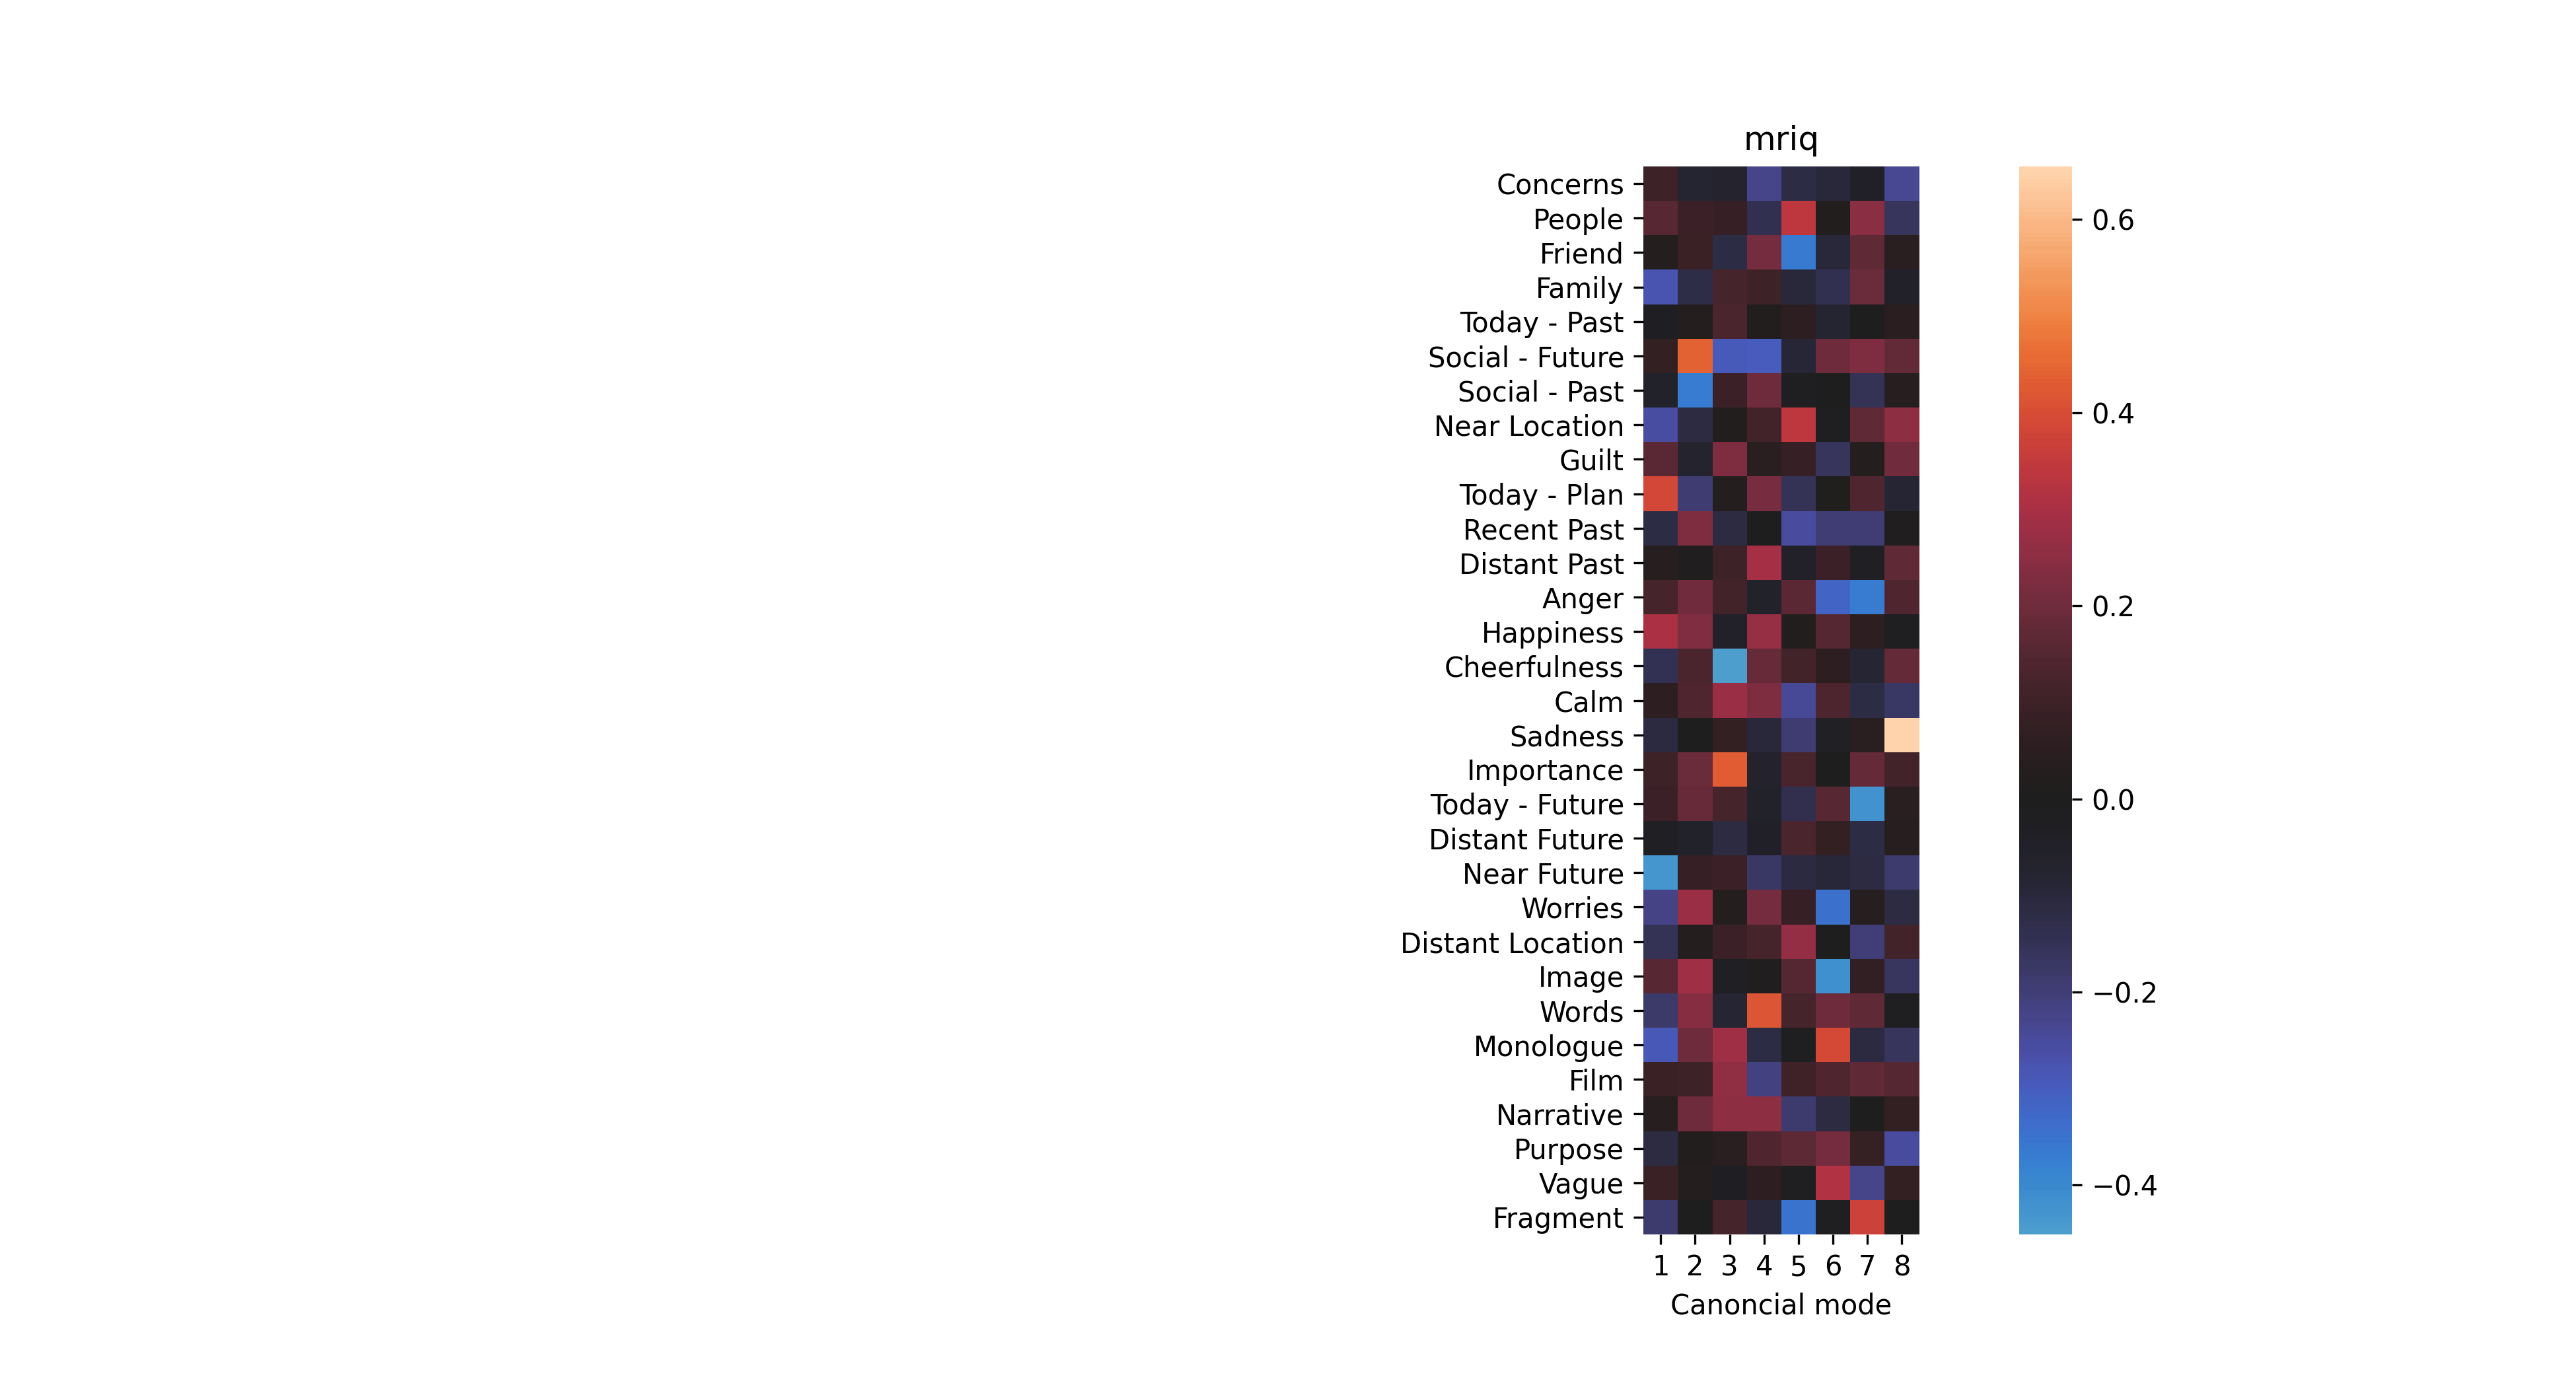 mriq
Concerns
People
Friend
Family
Today - Past
Social - Future
Social - Past
Near Location
Guilt
Today - Plan
Recent Past
Distant Past
Anger
Happiness
Cheerfulness
Calm
Sadness
Importance
Today - Future
Distant Future
Near Future
Worries
Distant Location
Image
Words
Monologue
Film
Narrative
Purpose
Vague
Fragment
1 2 3 4 5 6 7 8
Canoncial mode
0.6
0.4
0.2
0.0
−0.2
−0.4